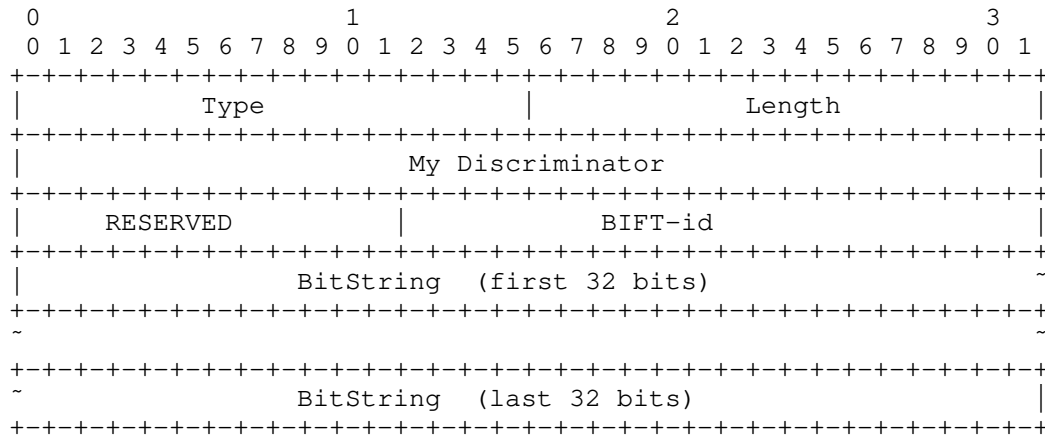 0                   1                   2                   3
 0 1 2 3 4 5 6 7 8 9 0 1 2 3 4 5 6 7 8 9 0 1 2 3 4 5 6 7 8 9 0 1
+-+-+-+-+-+-+-+-+-+-+-+-+-+-+-+-+-+-+-+-+-+-+-+-+-+-+-+-+-+-+-+-+
|           Type                |             Length            |
+-+-+-+-+-+-+-+-+-+-+-+-+-+-+-+-+-+-+-+-+-+-+-+-+-+-+-+-+-+-+-+-+
|                        My Discriminator                       |
+-+-+-+-+-+-+-+-+-+-+-+-+-+-+-+-+-+-+-+-+-+-+-+-+-+-+-+-+-+-+-+-+
|     RESERVED          |            BIFT-id                    |
+-+-+-+-+-+-+-+-+-+-+-+-+-+-+-+-+-+-+-+-+-+-+-+-+-+-+-+-+-+-+-+-+
|                 BitString  (first 32 bits)                    ~
+-+-+-+-+-+-+-+-+-+-+-+-+-+-+-+-+-+-+-+-+-+-+-+-+-+-+-+-+-+-+-+-+
~                                                               ~
+-+-+-+-+-+-+-+-+-+-+-+-+-+-+-+-+-+-+-+-+-+-+-+-+-+-+-+-+-+-+-+-+
~                 BitString  (last 32 bits)                     |
+-+-+-+-+-+-+-+-+-+-+-+-+-+-+-+-+-+-+-+-+-+-+-+-+-+-+-+-+-+-+-+-+